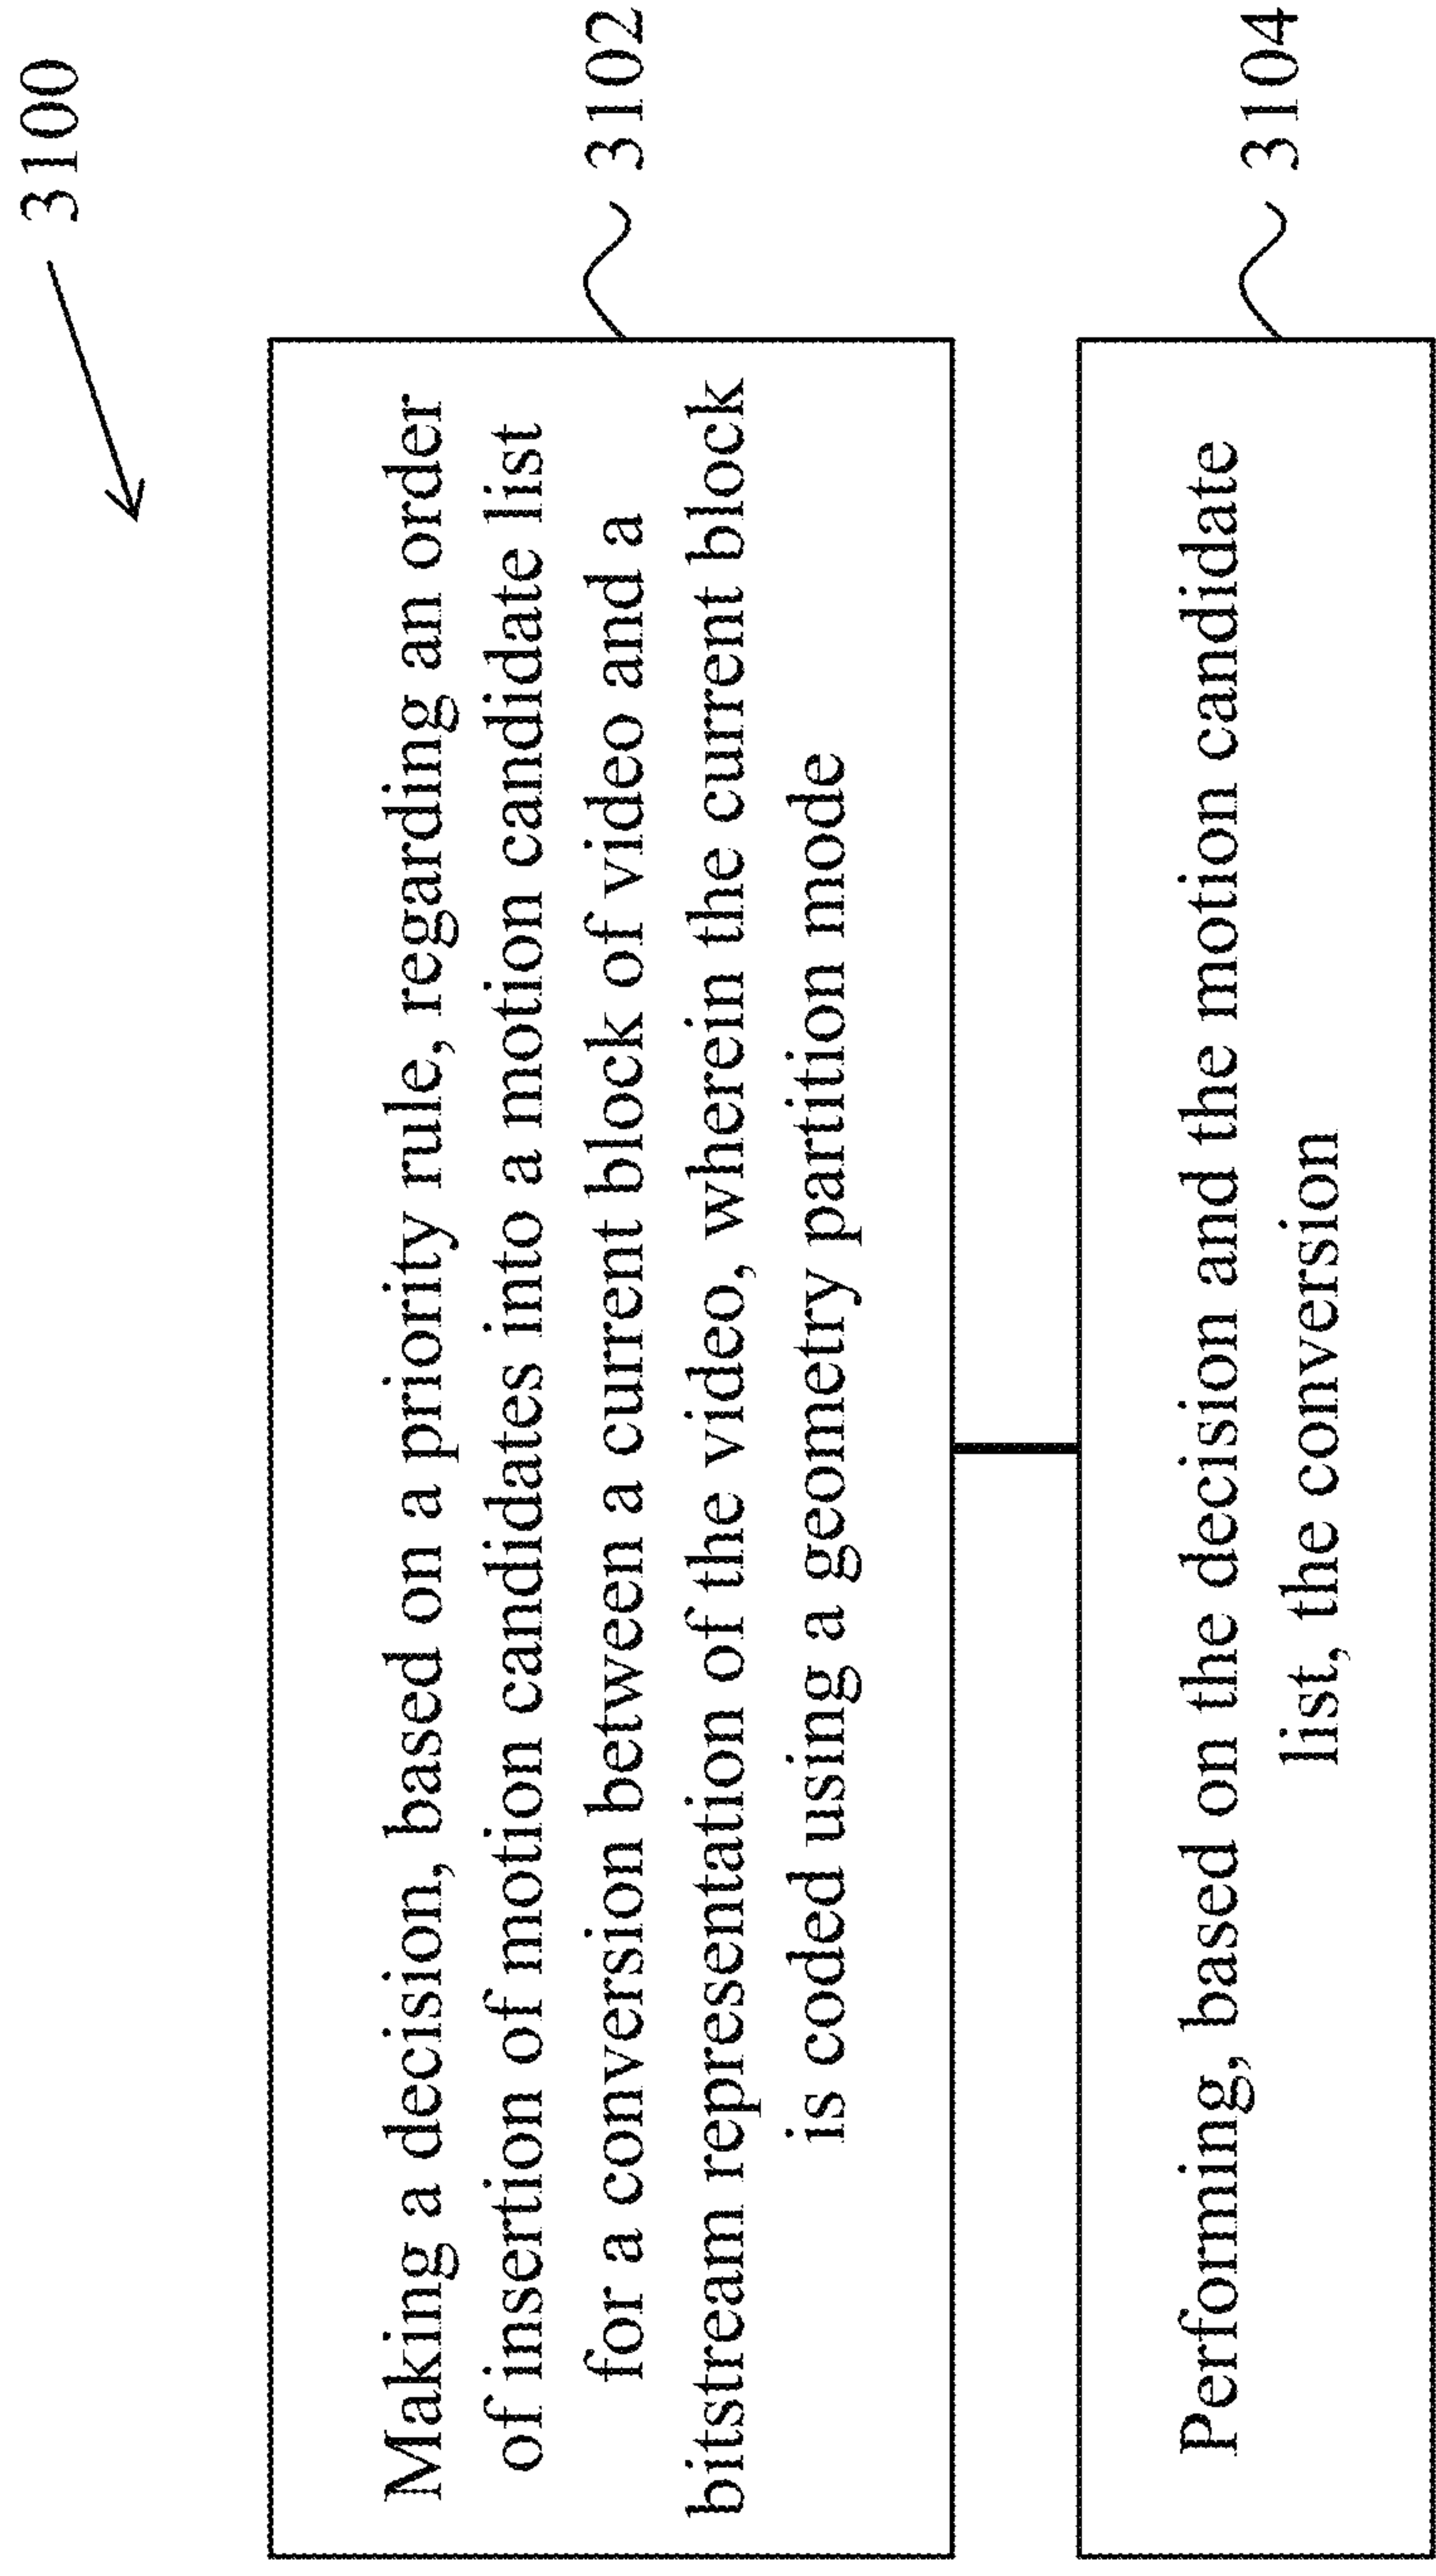 3100
Making a decision, based on a priority rule, regarding an order
of insertion of motion candidates into a motion candidate list
for a conversion between a current block of video and a
bitstream representation of the video, wherein the current block
is coded using a geometry partition mode
3102
Performing, based on the decision and the motion candidate
list, the conversion
3104